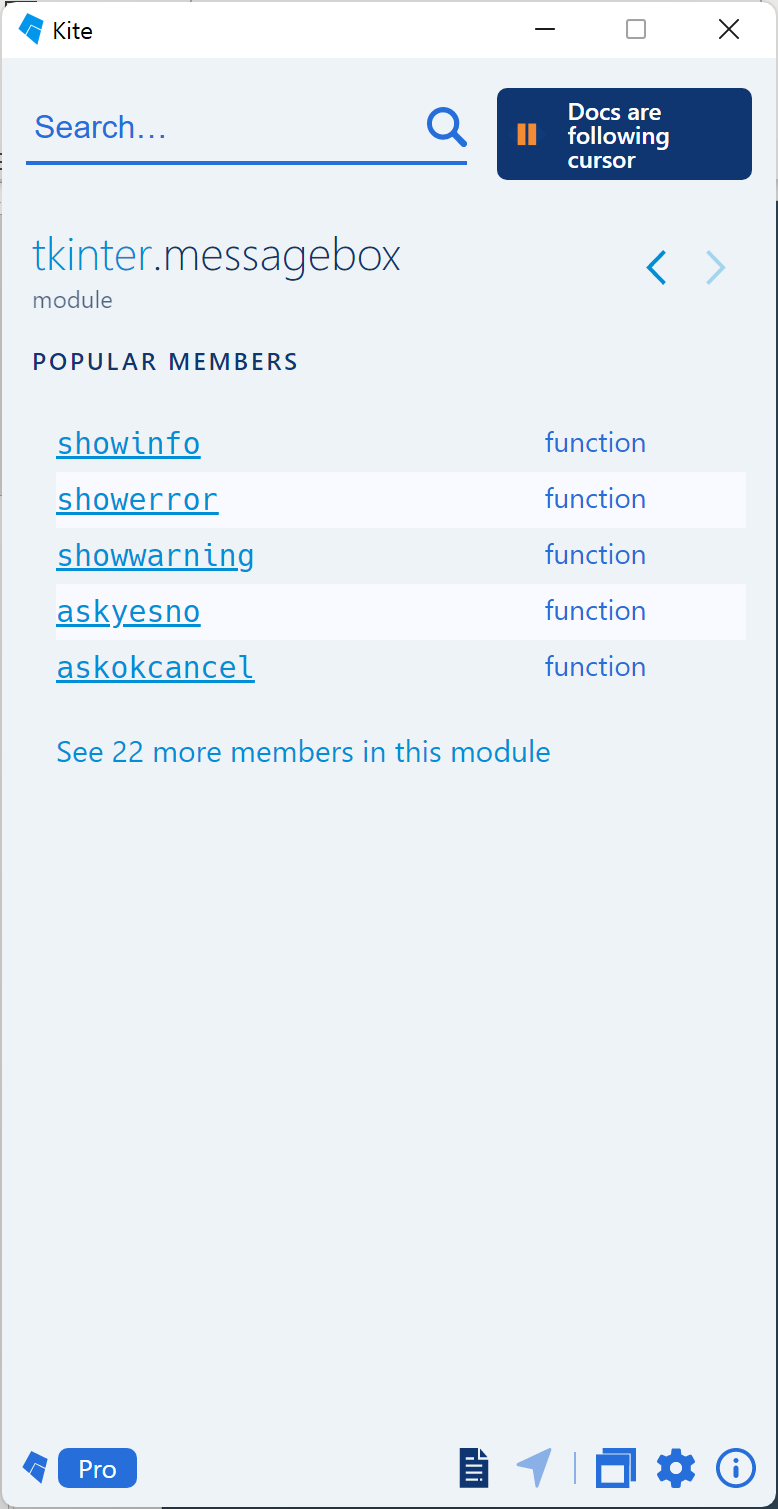 Kite
Search...
Docs are
following
cursor
tkinter.messagebox
module
POPULAR MEMBERS
showinfo function
showerror function
showwarning function
askyesno function
askokcancel function
See 22 more members in this module
Pro